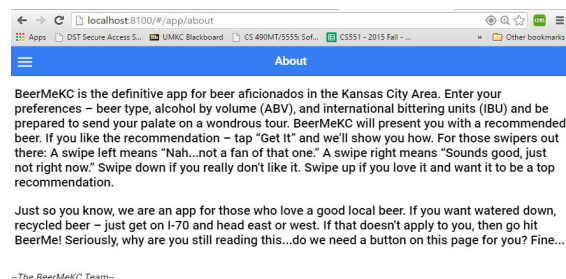 localhost:8100/#/app/about
Apps DST Secure Access S... UMKC Blackboard CS 490MT/5555: Sof... CS551 - 2015 Fall - ... » Other bookmarks
About
BeerMeKC is the definitive app for beer aficionados in the Kansas City Area. Enter your
preferences – beer type, alcohol by volume (ABV), and international bittering units (IBU) and be
prepared to send your palate on a wondrous tour. BeerMeKC will present you with a recommended
beer. If you like the recommendation – tap “Get It” and we’ll show you how. For those swipers out
there: A swipe left means “Nah...not a fan of that one.” A swipe right means “Sounds good, just
not right now.” Swipe down if you really don’t like it. Swipe up if you love it and want it to be a top
recommendation.
Just so you know, we are an app for those who love a good local beer. If you want watered down,
recycled beer – just get on I-70 and head east or west. If that doesn’t apply to you, then go hit
BeerMe! Seriously, why are you still reading this...do we need a button on this page for you? Fine...
--The BeerMeKC Team--